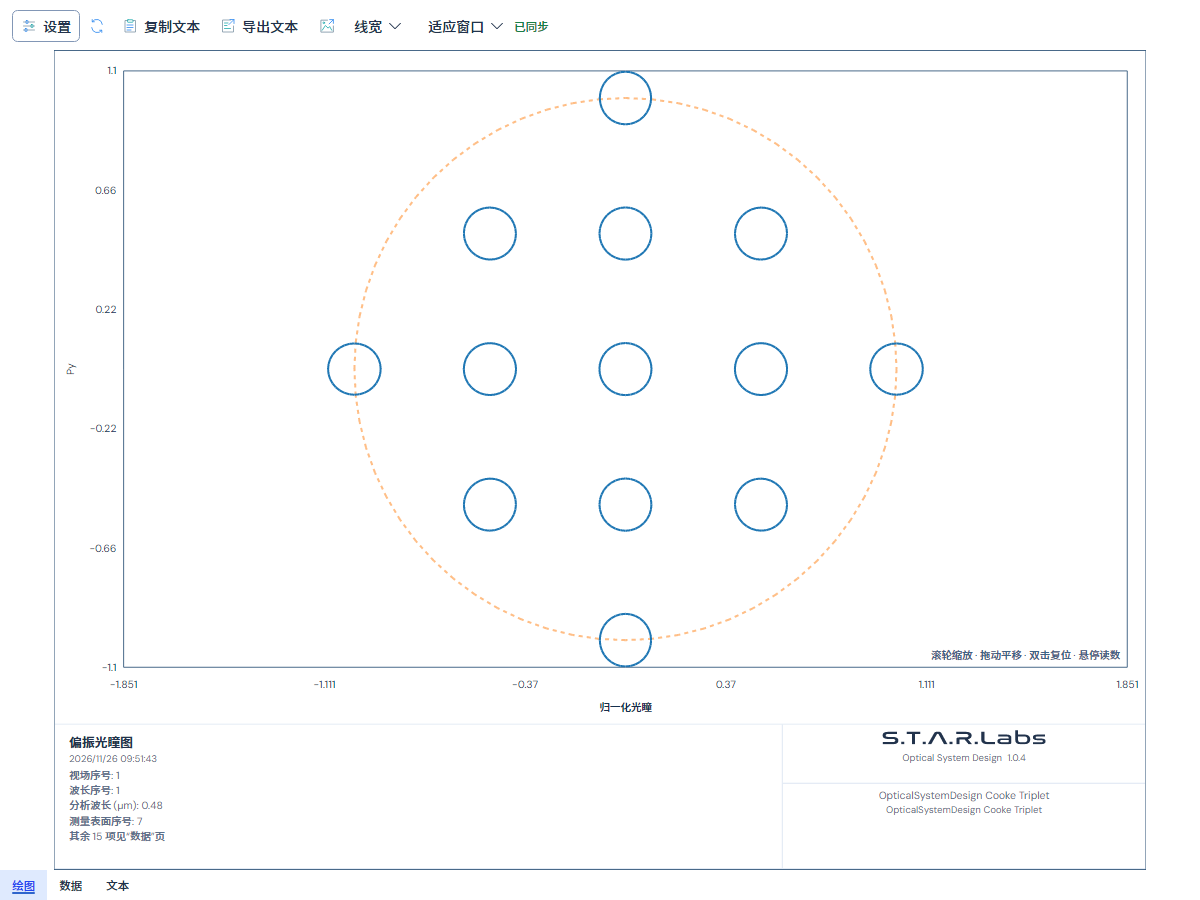 设置 复制文本 导出文本 线宽 适应窗口 已同步
1.1
0.66
0.22
Py
−0.22
−0.66
−1.1
滚轮缩放 · 拖动平移 · 双击复位 · 悬停读数
−1.851 −1.111 −0.37 0.37 1.111 1.851
归一化光瞳
偏振光瞳图
2026/11/26 09:51:43
视场序号: 1
波长序号: 1
分析波长 (μm): 0.48
测量表面序号: 7
其余 15 项见“数据”页
S.T.A.R.Labs
Optical System Design 1.0.4
OpticalSystemDesign Cooke Triplet
OpticalSystemDesign Cooke Triplet
绘图 数据 文本